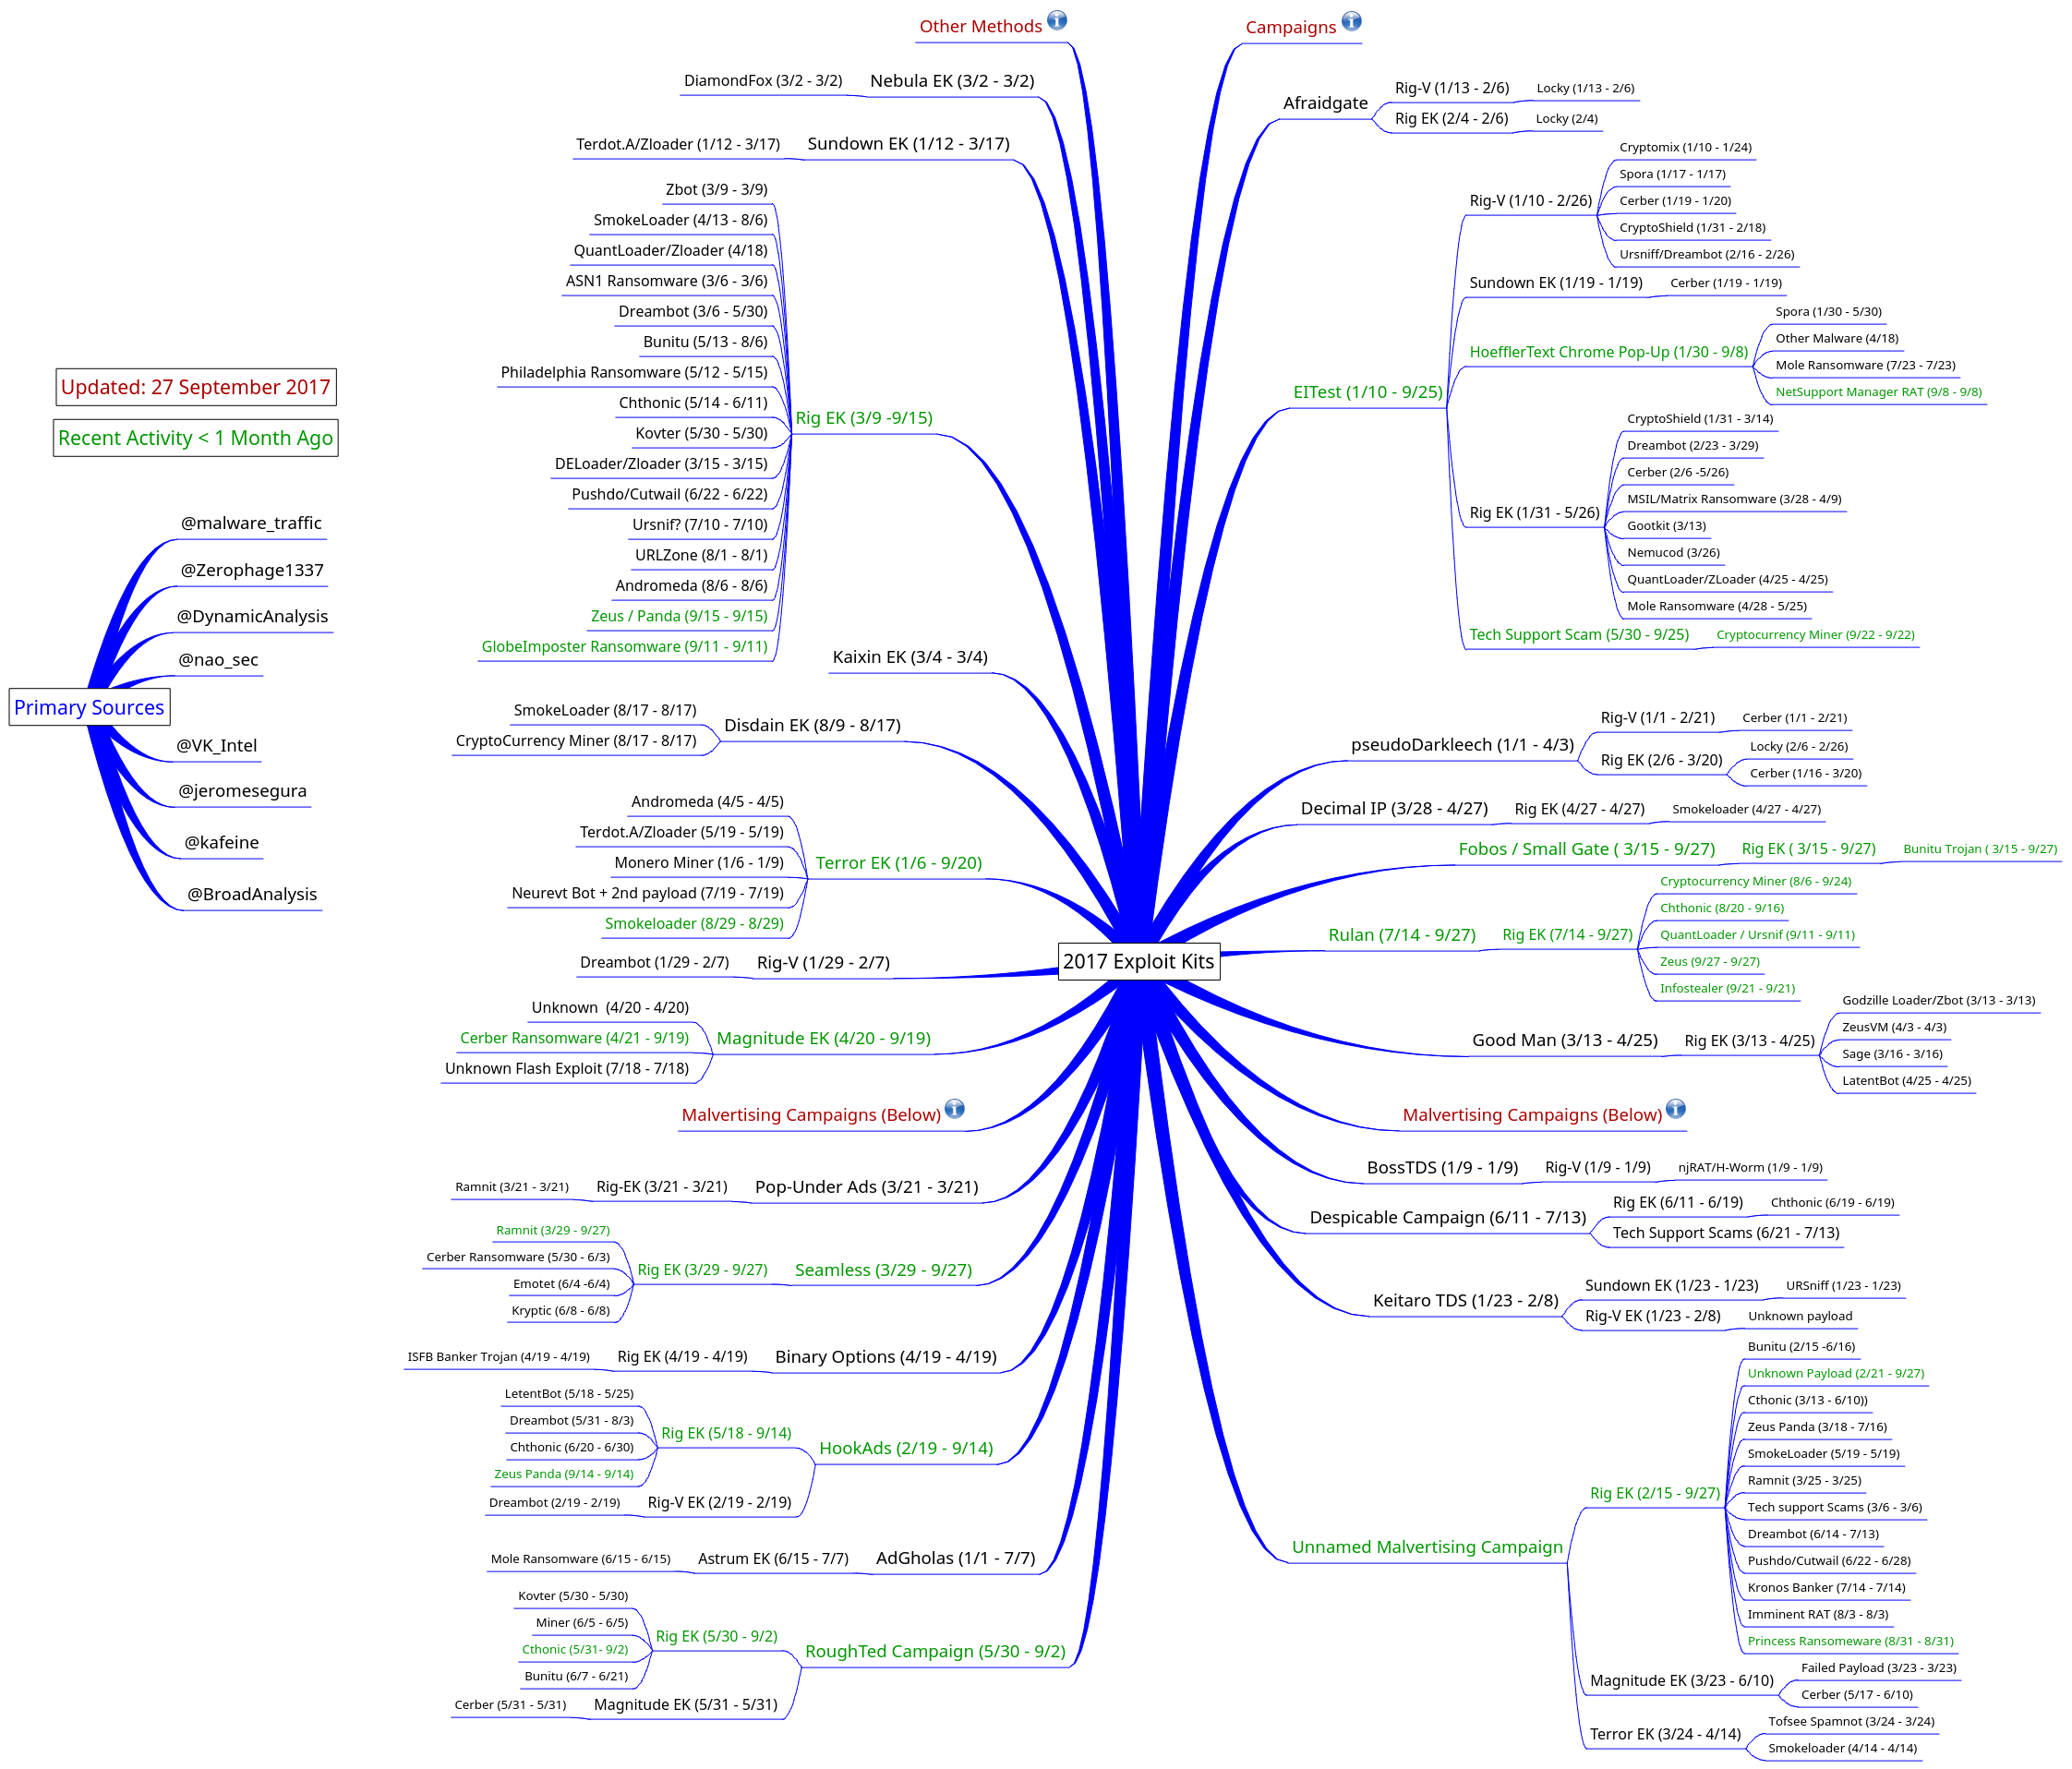 Updated: 27 September 2017
Recent Activity < 1 Month Ago
Primary Sources
@malware_traffic
@Zerophage1337
@DynamicAnalysis
@nao_sec
@VK_Intel
@jeromesegura
@kafeine
@BroadAnalysis
2017 Exploit Kits
Other Methods
Nebula EK (3/2 - 3/2)
DiamondFox (3/2 - 3/2)
Sundown EK (1/12 - 3/17)
Terdot.A/Zloader (1/12 - 3/17)
Rig EK (3/9 -9/15)
Zbot (3/9 - 3/9)
SmokeLoader (4/13 - 8/6)
QuantLoader/Zloader (4/18)
ASN1 Ransomware (3/6 - 3/6)
Dreambot (3/6 - 5/30)
Bunitu (5/13 - 8/6)
Philadelphia Ransomware (5/12 - 5/15)
Chthonic (5/14 - 6/11)
Kovter (5/30 - 5/30)
DELoader/Zloader (3/15 - 3/15)
Pushdo/Cutwail (6/22 - 6/22)
Ursnif? (7/10 - 7/10)
URLZone (8/1 - 8/1)
Andromeda (8/6 - 8/6)
Zeus / Panda (9/15 - 9/15)
GlobeImposter Ransomware (9/11 - 9/11)
Kaixin EK (3/4 - 3/4)
Disdain EK (8/9 - 8/17)
SmokeLoader (8/17 - 8/17)
CryptoCurrency Miner (8/17 - 8/17)
Terror EK (1/6 - 9/20)
Andromeda (4/5 - 4/5)
Terdot.A/Zloader (5/19 - 5/19)
Monero Miner (1/6 - 1/9)
Neurevt Bot + 2nd payload (7/19 - 7/19)
Smokeloader (8/29 - 8/29)
Rig-V (1/29 - 2/7)
Dreambot (1/29 - 2/7)
Magnitude EK (4/20 - 9/19)
Unknown  (4/20 - 4/20)
Cerber Ransomware (4/21 - 9/19)
Unknown Flash Exploit (7/18 - 7/18)
Malvertising Campaigns (Below)
Pop-Under Ads (3/21 - 3/21)
Rig-EK (3/21 - 3/21)
Ramnit (3/21 - 3/21)
Seamless (3/29 - 9/27)
Rig EK (3/29 - 9/27)
Ramnit (3/29 - 9/27)
Cerber Ransomware (5/30 - 6/3)
Emotet (6/4 -6/4)
Kryptic (6/8 - 6/8)
Binary Options (4/19 - 4/19)
Rig EK (4/19 - 4/19)
ISFB Banker Trojan (4/19 - 4/19)
HookAds (2/19 - 9/14)
Rig EK (5/18 - 9/14)
LetentBot (5/18 - 5/25)
Dreambot (5/31 - 8/3)
Chthonic (6/20 - 6/30)
Zeus Panda (9/14 - 9/14)
Rig-V EK (2/19 - 2/19)
Dreambot (2/19 - 2/19)
AdGholas (1/1 - 7/7)
Astrum EK (6/15 - 7/7)
Mole Ransomware (6/15 - 6/15)
RoughTed Campaign (5/30 - 9/2)
Rig EK (5/30 - 9/2)
Kovter (5/30 - 5/30)
Miner (6/5 - 6/5)
Cthonic (5/31- 9/2)
Bunitu (6/7 - 6/21)
Magnitude EK (5/31 - 5/31)
Cerber (5/31 - 5/31)
Campaigns
Afraidgate
Rig-V (1/13 - 2/6)
Locky (1/13 - 2/6)
Rig EK (2/4 - 2/6)
Locky (2/4)
EITest (1/10 - 9/25)
Rig-V (1/10 - 2/26)
Cryptomix (1/10 - 1/24)
Spora (1/17 - 1/17)
Cerber (1/19 - 1/20)
CryptoShield (1/31 - 2/18)
Ursniff/Dreambot (2/16 - 2/26)
Sundown EK (1/19 - 1/19)
Cerber (1/19 - 1/19)
HoefflerText Chrome Pop-Up (1/30 - 9/8)
Spora (1/30 - 5/30)
Other Malware (4/18)
Mole Ransomware (7/23 - 7/23)
NetSupport Manager RAT (9/8 - 9/8)
Rig EK (1/31 - 5/26)
CryptoShield (1/31 - 3/14)
Dreambot (2/23 - 3/29)
Cerber (2/6 -5/26)
MSIL/Matrix Ransomware (3/28 - 4/9)
Gootkit (3/13)
Nemucod (3/26)
QuantLoader/ZLoader (4/25 - 4/25)
Mole Ransomware (4/28 - 5/25)
Tech Support Scam (5/30 - 9/25)
Cryptocurrency Miner (9/22 - 9/22)
pseudoDarkleech (1/1 - 4/3)
Rig-V (1/1 - 2/21)
Cerber (1/1 - 2/21)
Rig EK (2/6 - 3/20)
Locky (2/6 - 2/26)
Cerber (1/16 - 3/20)
Decimal IP (3/28 - 4/27)
Rig EK (4/27 - 4/27)
Smokeloader (4/27 - 4/27)
Fobos / Small Gate ( 3/15 - 9/27)
Rig EK ( 3/15 - 9/27)
Bunitu Trojan ( 3/15 - 9/27)
Rulan (7/14 - 9/27)
Rig EK (7/14 - 9/27)
Cryptocurrency Miner (8/6 - 9/24)
Chthonic (8/20 - 9/16)
QuantLoader / Ursnif (9/11 - 9/11)
Zeus (9/27 - 9/27)
Infostealer (9/21 - 9/21)
Good Man (3/13 - 4/25)
Rig EK (3/13 - 4/25)
Godzille Loader/Zbot (3/13 - 3/13)
ZeusVM (4/3 - 4/3)
Sage (3/16 - 3/16)
LatentBot (4/25 - 4/25)
Malvertising Campaigns (Below)
BossTDS (1/9 - 1/9)
Rig-V (1/9 - 1/9)
njRAT/H-Worm (1/9 - 1/9)
Despicable Campaign (6/11 - 7/13)
Rig EK (6/11 - 6/19)
Chthonic (6/19 - 6/19)
Tech Support Scams (6/21 - 7/13)
Keitaro TDS (1/23 - 2/8)
Sundown EK (1/23 - 1/23)
URSniff (1/23 - 1/23)
Rig-V EK (1/23 - 2/8)
Unknown payload
Unnamed Malvertising Campaign
Rig EK (2/15 - 9/27)
Bunitu (2/15 -6/16)
Unknown Payload (2/21 - 9/27)
Cthonic (3/13 - 6/10))
Zeus Panda (3/18 - 7/16)
SmokeLoader (5/19 - 5/19)
Ramnit (3/25 - 3/25)
Tech support Scams (3/6 - 3/6)
Dreambot (6/14 - 7/13)
Pushdo/Cutwail (6/22 - 6/28)
Kronos Banker (7/14 - 7/14)
Imminent RAT (8/3 - 8/3)
Princess Ransomeware (8/31 - 8/31)
Magnitude EK (3/23 - 6/10)
Failed Payload (3/23 - 3/23)
Cerber (5/17 - 6/10)
Terror EK (3/24 - 4/14)
Tofsee Spamnot (3/24 - 3/24)
Smokeloader (4/14 - 4/14)